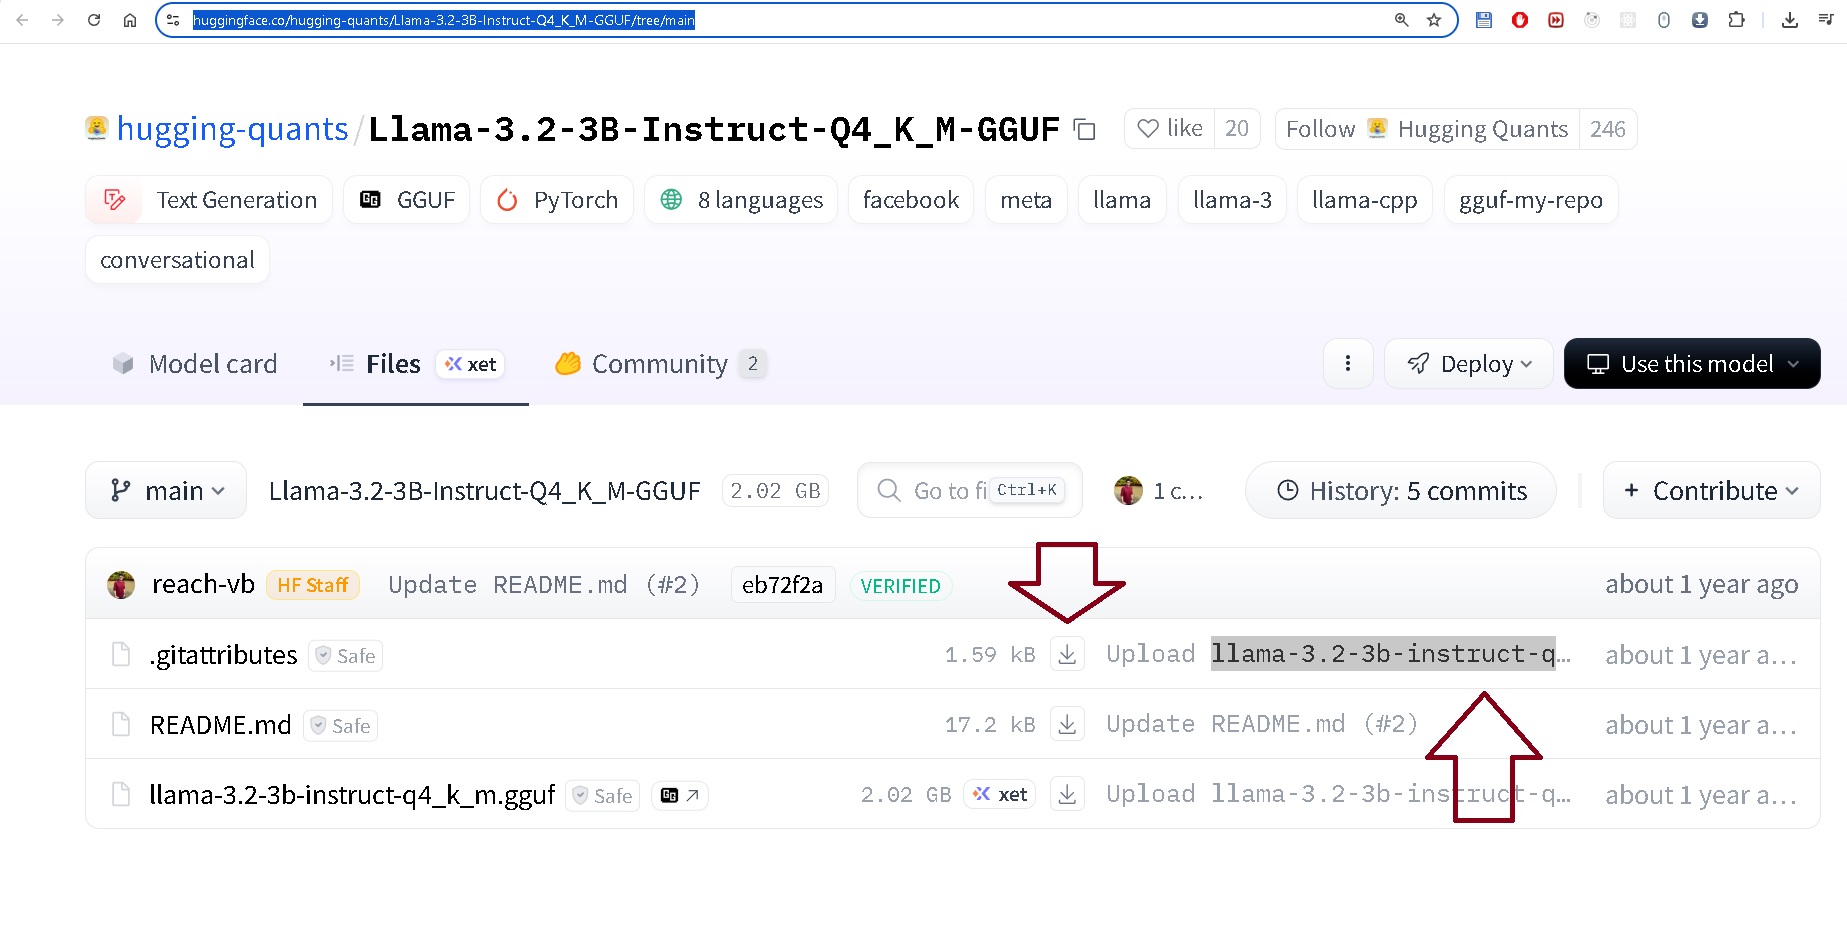 huggingface.co/hugging-quants/Llama-3.2-3B-Instruct-Q4_K_M-GGUF/tree/main
hugging-quants/Llama-3.2-3B-Instruct-Q4_K_M-GGUF like 20 Follow Hugging Quants 246
Text Generation GGUF PyTorch 8 languages facebook meta llama llama-3 llama-cpp gguf-my-repo
conversational
Model card Files xet Community 2 Deploy Use this model
main Llama-3.2-3B-Instruct-Q4_K_M-GGUF 2.02 GB Go to fi Ctrl+K 1 c... History: 5 commits + Contribute
reach-vb HF Staff Update README.md (#2) eb72f2a VERIFIED about 1 year ago
.gitattributes Safe 1.59 kB Upload llama-3.2-3b-instruct-q... about 1 year a...
README.md Safe 17.2 kB Update README.md (#2) about 1 year a...
llama-3.2-3b-instruct-q4_k_m.gguf Safe 2.02 GB xet Upload llama-3.2-3b-instruct-q... about 1 year a...